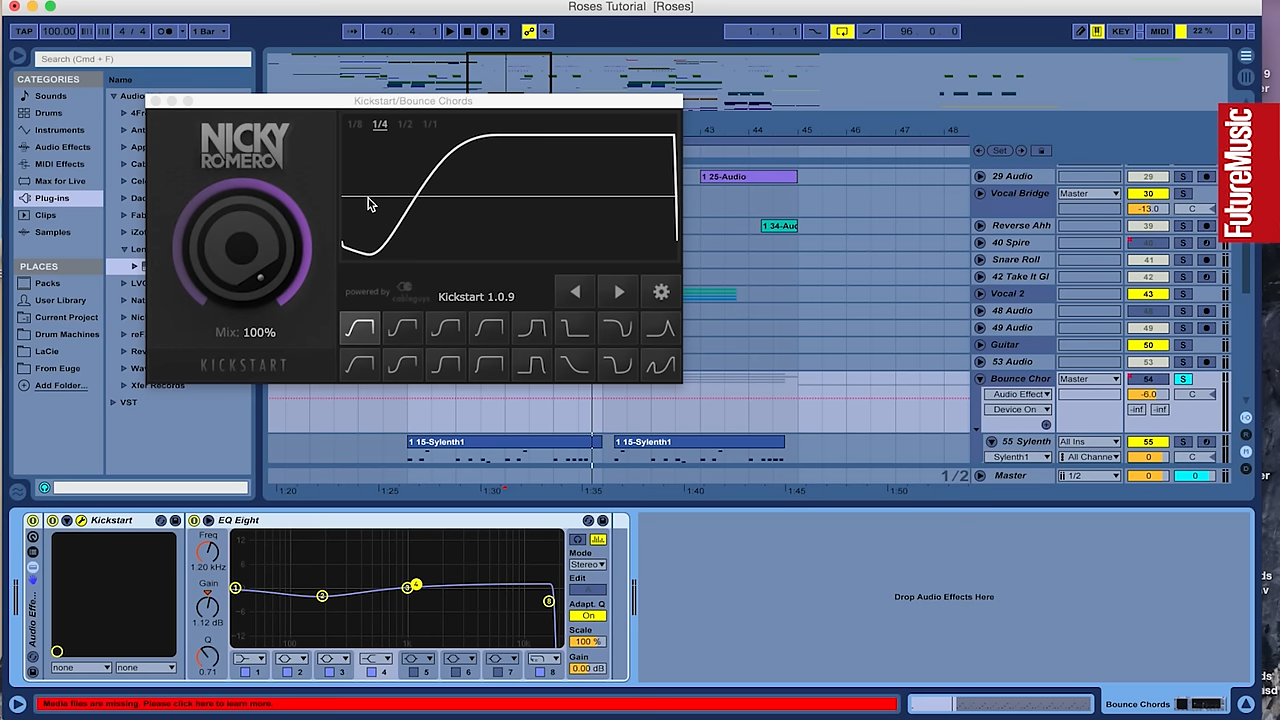 Roses Tutorial [Roses]
TAP 100.00 4 / 4 1 Bar 40 . 4 . 1 1 . 1 . 1 96 . 0 . 0 KEY MIDI 22 % D
Search (Cmd + F)
CATEGORIES
Sounds
Drums
Instruments
Audio Effects
MIDI Effects
Max for Live
Plug-ins
Clips
Samples
PLACES
Packs
User Library
Current Project
Drum Machines
LaCie
From Euge
Add Folder...
Name
VST
Xfer Records
Kickstart/Bounce Chords
NICKY
ROMERO
1/8 1/4 1/2 1/1
Mix: 100%
KICKSTART
powered by
cableguys
Kickstart 1.0.9
43 44 45 46 47 48
Set
29 Audio 29 S
1 25-Audio
Vocal Bridge Master 30 S
-13.0 C
Reverse Ahh 39 S
40 Spire 40 S
Snare Roll 41 S
42 Take It Gl 42 S
Vocal 2 43 S
48 Audio 48 S
49 Audio 49 S
Guitar 50 S
53 Audio 53 S
Bounce Chor Master 54 S
Audio Effect -6.0 C
Device On -inf -inf
1 15-Sylenth1 1 15-Sylenth1
55 Sylenth All Ins 55 S
Sylenth1 All Channe 0 C
1/2 Master 1/2 0 0
1:20 1:25 1:30 1:35 1:40 1:45 1:50
FutureMusic
Kickstart
none none
EQ Eight
Freq
1.20 kHz
Gain
1.12 dB
Q
0.71
12
6
-6
-12
100 1K 10K
1 2 3 4 5 6 7 8
Mode
Stereo
Edit
Adapt. Q
On
Scale
100 %
Gain
0.00 dB
Drop Audio Effects Here
Media files are missing. Please click here to learn more.
Bounce Chords